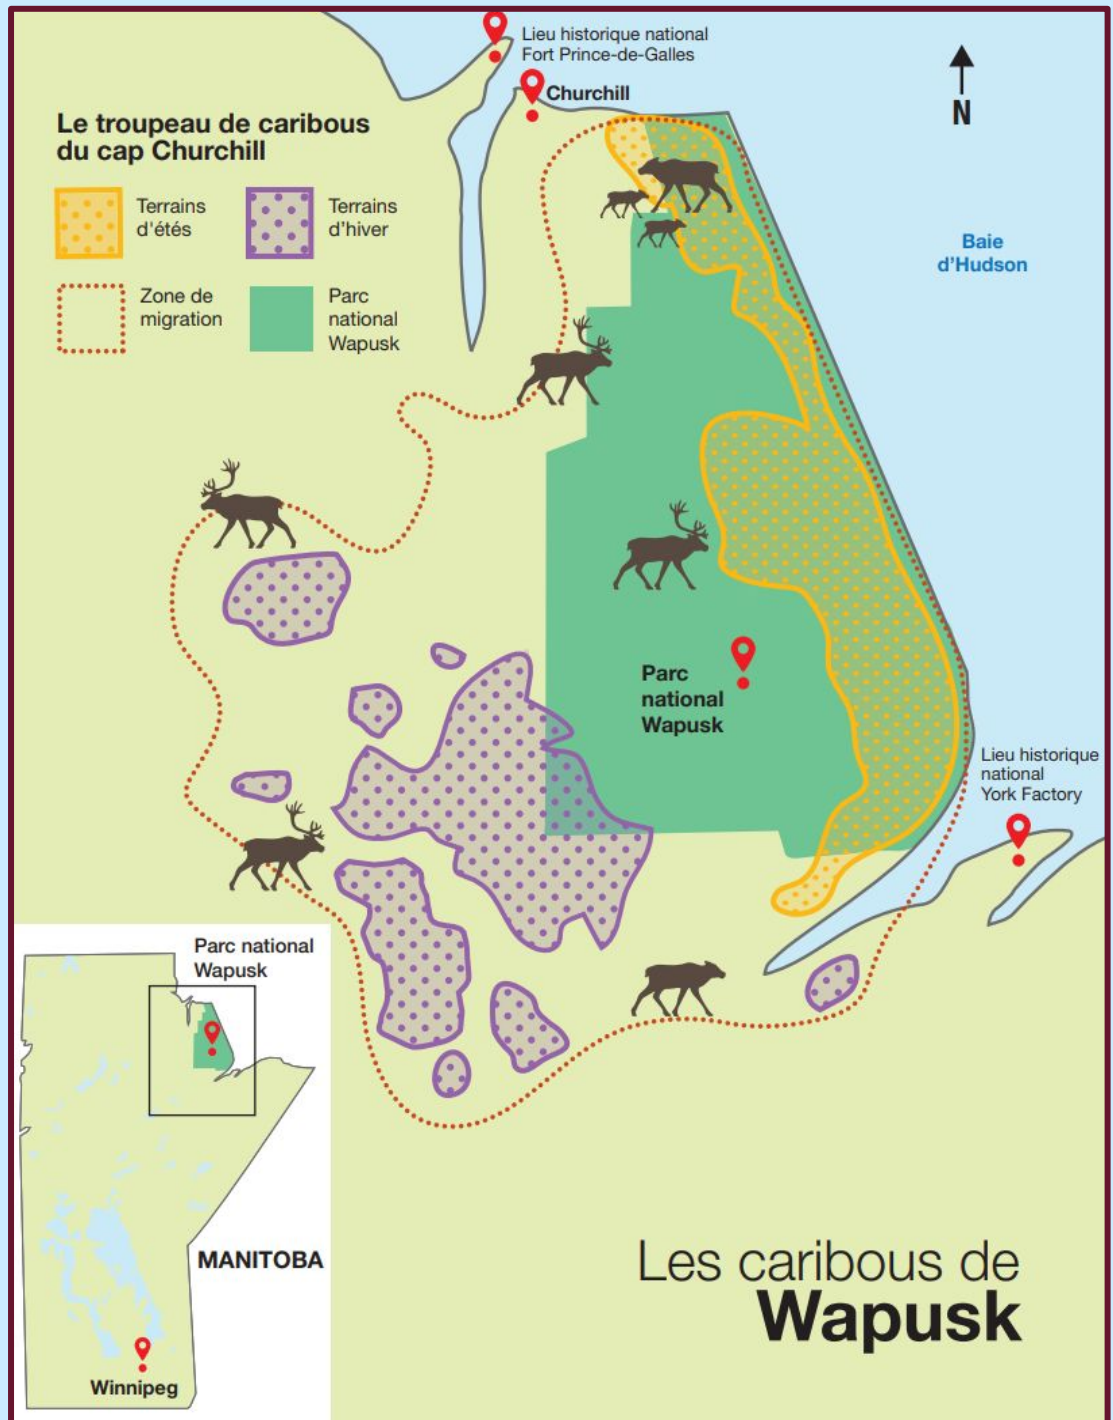 Lieu historique national
Fort Prince-de-Galles
Churchill
N
Le troupeau de caribous
du cap Churchill
Terrains
d'étés
Terrains
d'hiver
Zone de
migration
Parc
national
Wapusk
Baie
d'Hudson
Parc
national
Wapusk
Lieu historique
national
York Factory
Parc national
Wapusk
MANITOBA
Winnipeg
Les caribous de
Wapusk